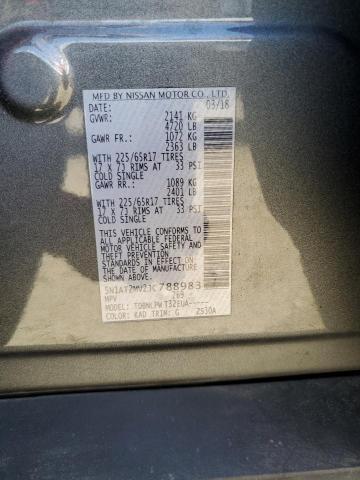 MFD BY NISSAN MOTOR CO., LTD.
DATE: 03/18
GVWR: 2141 KG
4720 LB
GAWR FR.: 1072 KG
2363 LB
WITH 225/65R17 TIRES
17 X 7J RIMS AT 33 PSI
COLD SINGLE
GAWR RR.: 1089 KG
2401 LB
WITH 225/65R17 TIRES
17 X 7J RIMS AT 33 PSI
COLD SINGLE
THIS VEHICLE CONFORMS TO
ALL APPLICABLE FEDERAL
MOTOR VEHICLE SAFETY AND
THEFT PREVENTION
STANDARDS IN EFFECT ON THE
DATE OF MANUFACTURE
SHOWN ABOVE.
5N1AT2MV2JC788983
MPV
COLOR: KAD TRIM: G 2S30A